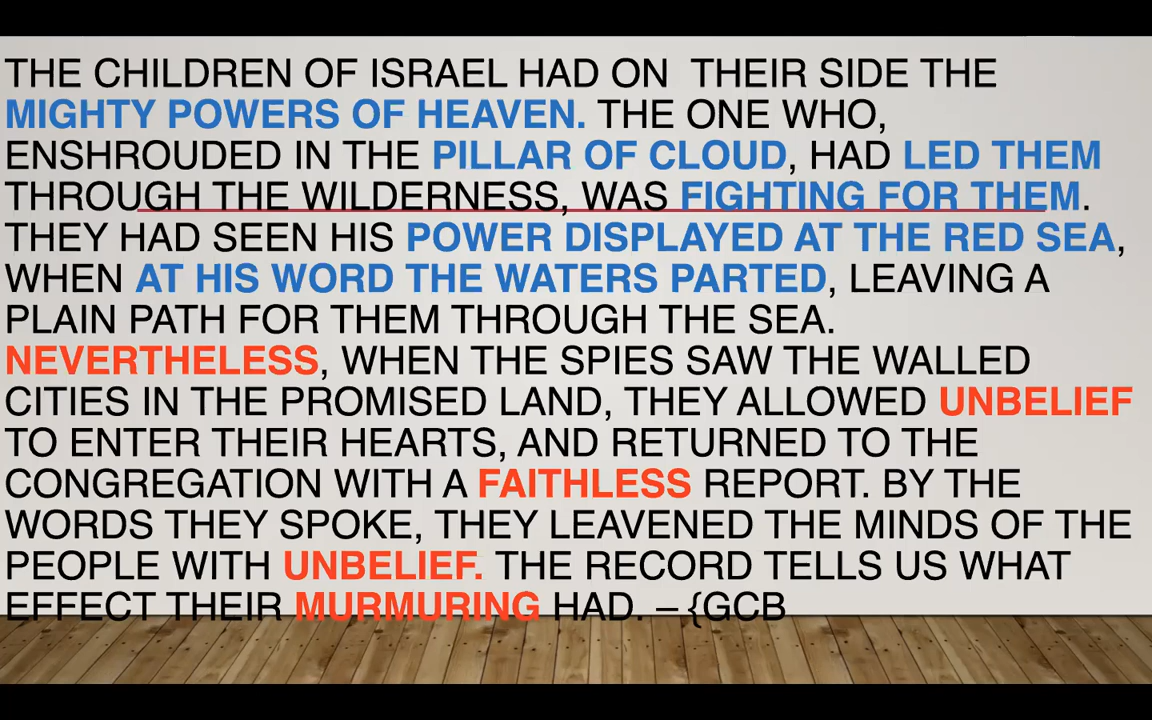 THE CHILDREN OF ISRAEL HAD ON THEIR SIDE THE
MIGHTY POWERS OF HEAVEN. THE ONE WHO,
ENSHROUDED IN THE PILLAR OF CLOUD, HAD LED THEM
THROUGH THE WILDERNESS, WAS FIGHTING FOR THEM.
THEY HAD SEEN HIS POWER DISPLAYED AT THE RED SEA,
WHEN AT HIS WORD THE WATERS PARTED, LEAVING A
PLAIN PATH FOR THEM THROUGH THE SEA.
NEVERTHELESS, WHEN THE SPIES SAW THE WALLED
CITIES IN THE PROMISED LAND, THEY ALLOWED UNBELIEF
TO ENTER THEIR HEARTS, AND RETURNED TO THE
CONGREGATION WITH A FAITHLESS REPORT. BY THE
WORDS THEY SPOKE, THEY LEAVENED THE MINDS OF THE
PEOPLE WITH UNBELIEF. THE RECORD TELLS US WHAT
EFFECT THEIR MURMURING HAD. – {GCB